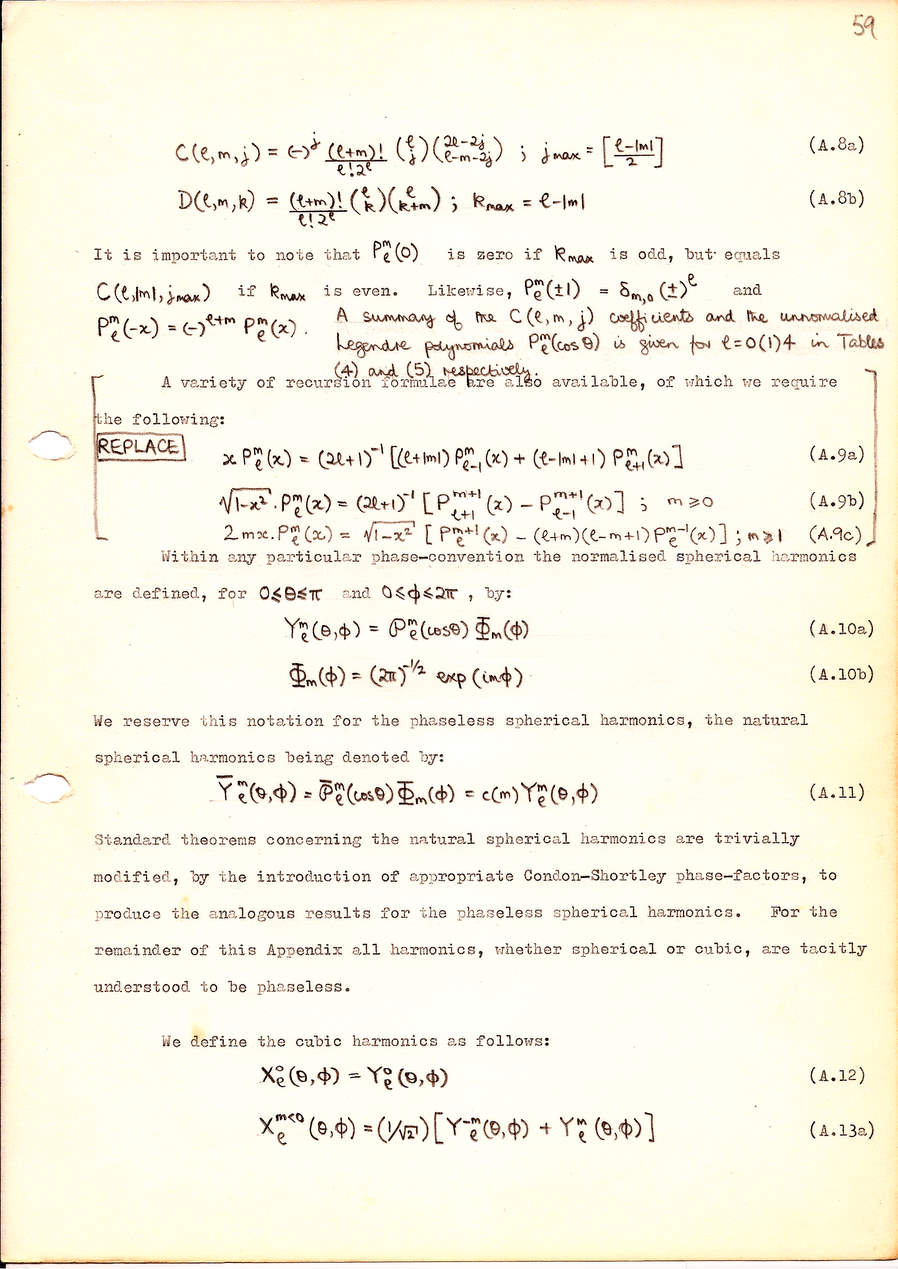 59
C(ℓ,m,j) = (-)^j (ℓ+m)!/(ℓ!2^ℓ) (ℓ j)(2ℓ-2j ℓ-m-2j) ; j_max = [(ℓ-|m|)/2] (A.8a)
D(ℓ,m,k) = (ℓ+m)!/(ℓ!2^ℓ) (ℓ k)(ℓ k+m) ; k_max = ℓ-|m| (A.8b)
It is important to note that P_ℓ^m(0) is zero if k_max is odd, but equals
C(ℓ,|m|,j_max) if k_max is even. Likewise, P_ℓ^m(±1) = δ_m,0 (±)^ℓ and
P_ℓ^m(-x) = (-)^ℓ+m P_ℓ^m(x). A summary of the C(ℓ,m,j) coefficients and the unnormalised
Legendre polynomials P_ℓ^m(cos θ) is given for ℓ=0(1)4 in Tables
(4) and (5) respectively.
A variety of recursion formulae are also available, of which we require
the following:
REPLACE
x P_ℓ^m(x) = (2ℓ+1)^-1 [(ℓ+|m|) P_ℓ-1^m(x) + (ℓ-|m|+1) P_ℓ+1^m(x)] (A.9a)
√(1-x²) . P_ℓ^m(x) = (2ℓ+1)^-1 [P_ℓ+1^m+1(x) - P_ℓ-1^m+1(x)] ; m≥0 (A.9b)
2mx. P_ℓ^m(x) = √(1-x²) [P_ℓ^m+1(x) - (ℓ+m)(ℓ-m+1) P_ℓ^m-1(x)] ; m≥1 (A.9c)
Within any particular phase-convention the normalised spherical harmonics
are defined, for 0≤θ≤π and 0≤ϕ≤2π, by:
Y_ℓ^m(θ,ϕ) = 𝒫_ℓ^m(cosθ) Φ_m(ϕ) (A.10a)
Φ_m(ϕ) = (2π)^-1/2 exp(imϕ) (A.10b)
We reserve this notation for the phaseless spherical harmonics, the natural
spherical harmonics being denoted by:
Y̅_ℓ^m(θ,ϕ) = 𝒫̅_ℓ^m(cosθ) Φ_m(ϕ) = c(m) Y_ℓ^m(θ,ϕ) (A.11)
Standard theorems concerning the natural spherical harmonics are trivially
modified, by the introduction of appropriate Condon-Shortley phase-factors, to
produce the analogous results for the phaseless spherical harmonics. For the
remainder of this Appendix all harmonics, whether spherical or cubic, are tacitly
understood to be phaseless.
We define the cubic harmonics as follows:
X_ℓ^0(θ,ϕ) = Y_ℓ^0(θ,ϕ) (A.12)
X_ℓ^m<0(θ,ϕ) = (1/√2) [Y_ℓ^-m(θ,ϕ) + Y_ℓ^m(θ,ϕ)] (A.13a)